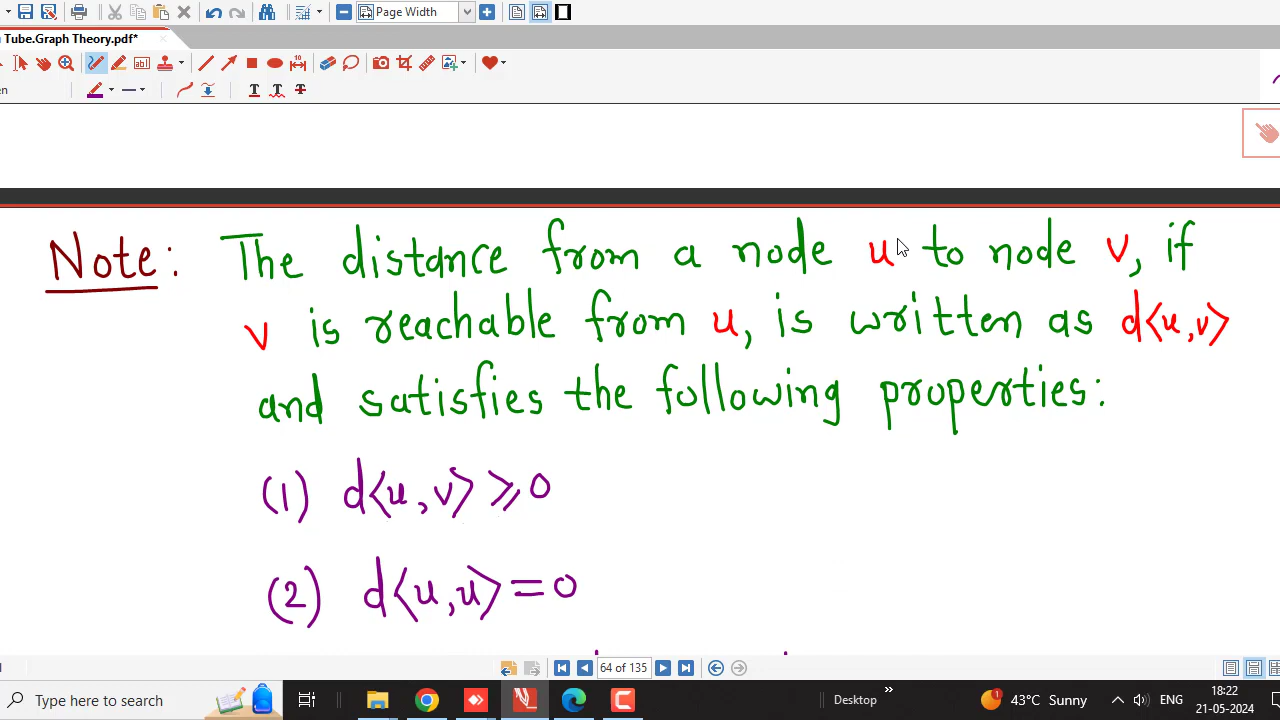 Page Width
Tube.Graph Theory.pdf*
Note: The distance from a node u to node v, if
v is reachable from u, is written as d⟨u,v⟩
and satisfies the following properties:
(1) d⟨u,v⟩ ⩾ 0
(2) d⟨u,u⟩ = 0
64 of 135
Type here to search
Desktop
»
1
43°C Sunny
ENG
18:22
21-05-2024